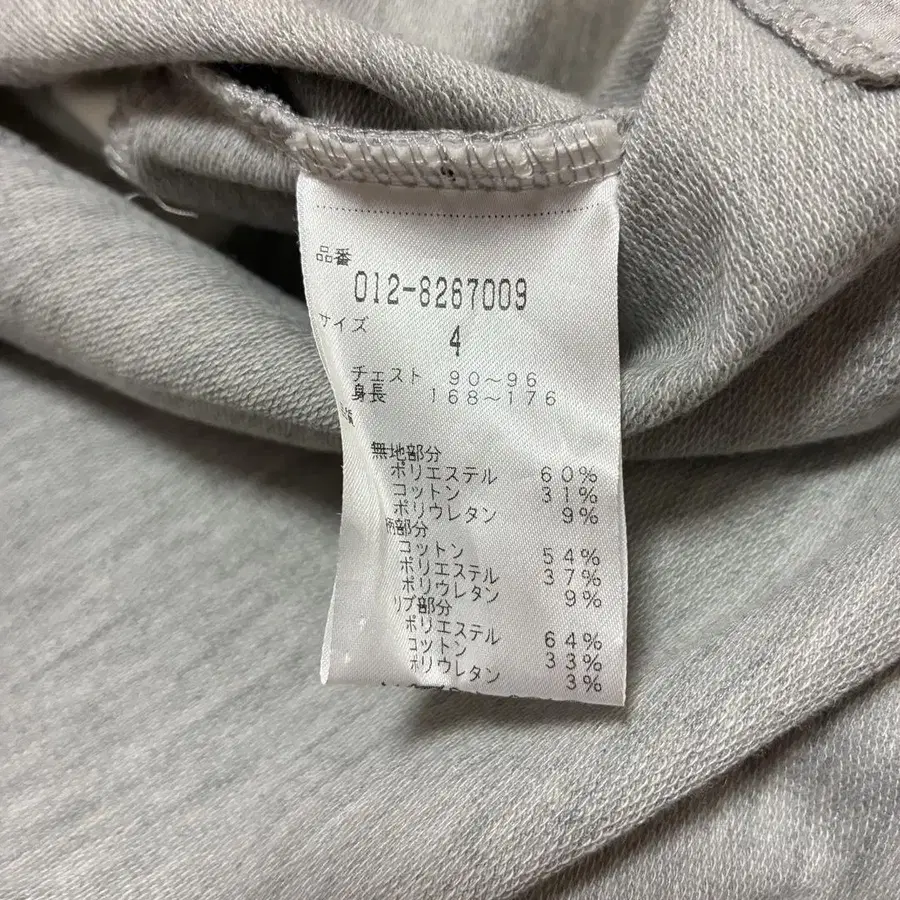 品番
012-8267009
サイズ
4
チェスト 90～96
身長 168～176
無地部分
ポリエステル 60%
コットン 31%
ポリウレタン 9%
柄部分
コットン 54%
ポリエステル 37%
ポリウレタン 9%
リブ部分
ポリエステル 64%
コットン 33%
ポリウレタン 3%